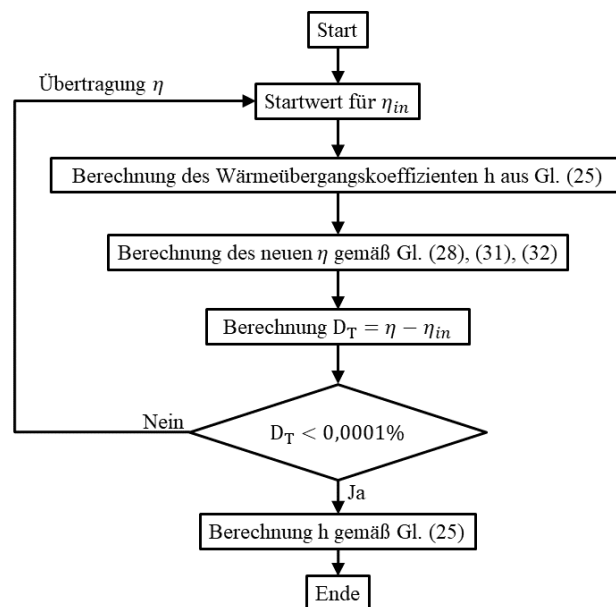 Start
Übertragung η
Startwert für η_in
Berechnung des Wärmeübergangskoeffizienten h aus Gl. (25)
Berechnung des neuen η gemäß Gl. (28), (31), (32)
Berechnung D_T = η − η_in
Nein
D_T < 0,0001%
Ja
Berechnung h gemäß Gl. (25)
Ende